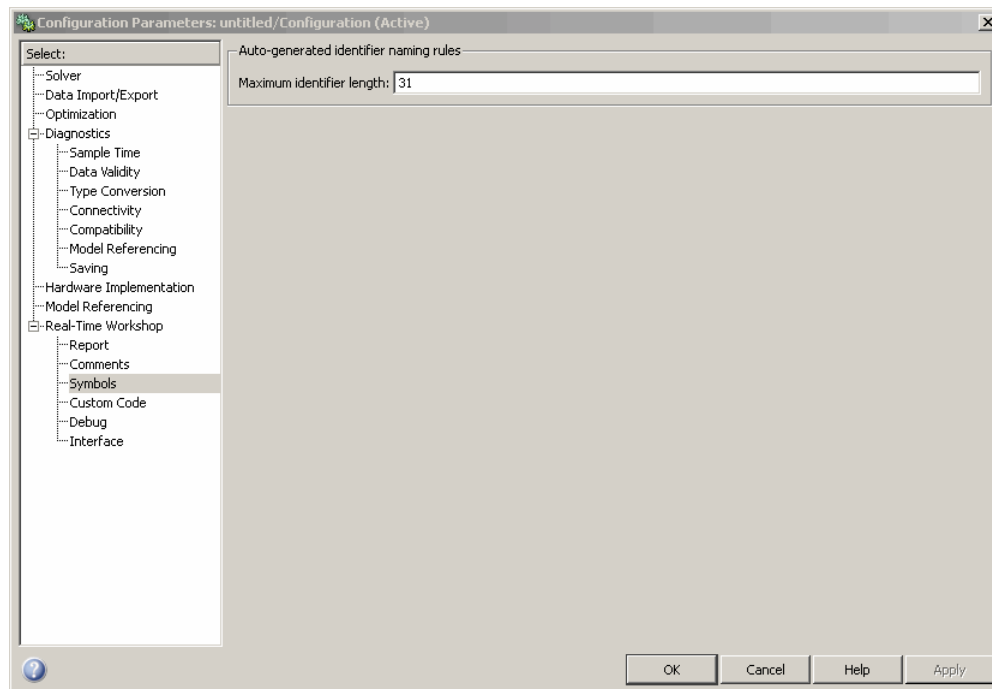 Configuration Parameters: untitled/Configuration (Active)
Select:
Solver
Data Import/Export
Optimization
Diagnostics
Sample Time
Data Validity
Type Conversion
Connectivity
Compatibility
Model Referencing
Saving
Hardware Implementation
Model Referencing
Real-Time Workshop
Report
Comments
Symbols
Custom Code
Debug
Interface
Auto-generated identifier naming rules
Maximum identifier length: 31
OK
Cancel
Help
Apply